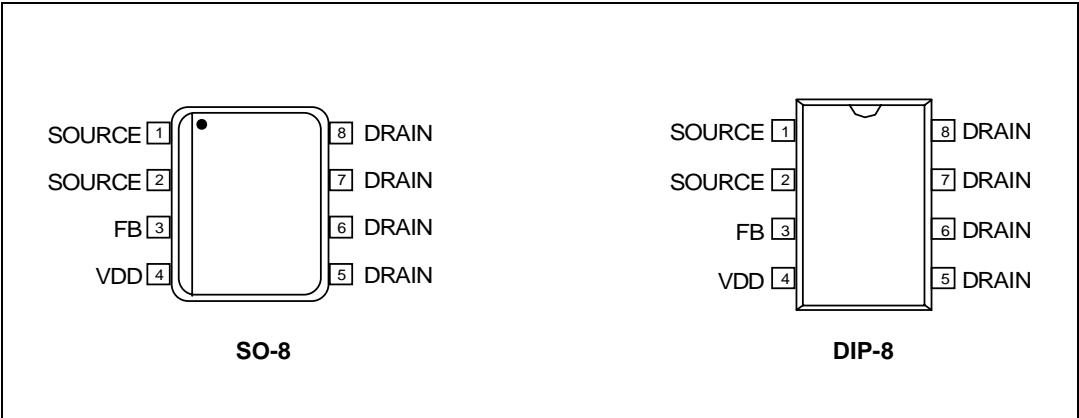 SOURCE 1 8 DRAIN
SOURCE 2 7 DRAIN
FB 3 6 DRAIN
VDD 4 5 DRAIN
SO-8
SOURCE 1 8 DRAIN
SOURCE 2 7 DRAIN
FB 3 6 DRAIN
VDD 4 5 DRAIN
DIP-8